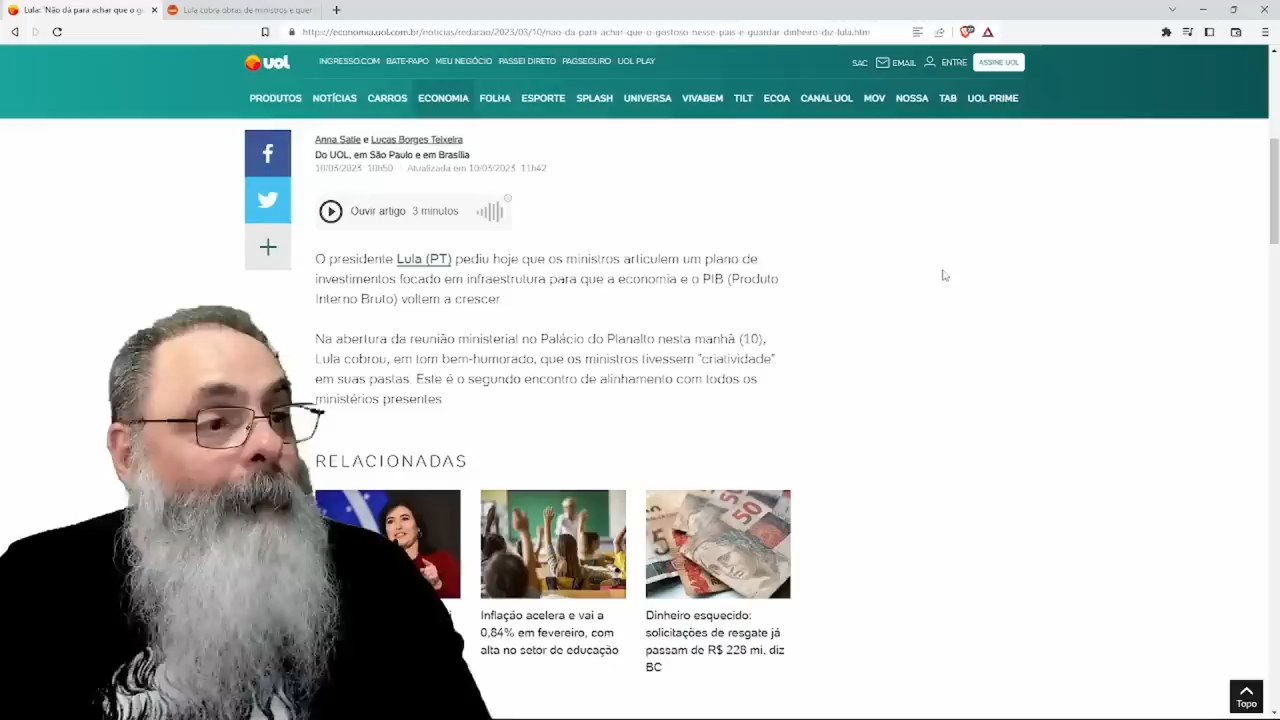 Lula: 'Não dá para achar que o g
Lula cobra obras de ministros e quer
https://economia.uol.com.br/noticias/redacao/2023/03/10/nao-da-para-achar-que-o-gostoso-nesse-pais-e-guardar-dinheiro-diz-lula.htm
UOL
INGRESSO.COM BATE-PAPO MEU NEGÓCIO PASSEI DIRETO PAGSEGURO UOL PLAY
SAC EMAIL ENTRE ASSINE UOL
PRODUTOS NOTÍCIAS CARROS ECONOMIA FOLHA ESPORTE SPLASH UNIVERSA VIVABEM TILT ECOA CANAL UOL MOV NOSSA TAB UOL PRIME
Anna Satie e Lucas Borges Teixeira
Do UOL, em São Paulo e em Brasília
10/03/2023 10h50 Atualizada em 10/03/2023 11h42
Ouvir artigo 3 minutos
O presidente Lula (PT) pediu hoje que os ministros articulem um plano de
investimentos focado em infraestrutura para que a economia e o PIB (Produto
Interno Bruto) voltem a crescer.
Na abertura da reunião ministerial no Palácio do Planalto nesta manhã (10),
Lula cobrou, em tom bem-humorado, que os ministros tivessem "criatividade"
em suas pastas. Este é o segundo encontro de alinhamento com todos os
ministérios presentes
RELACIONADAS
Inflação acelera e vai a
0,84% em fevereiro, com
alta no setor de educação
Dinheiro esquecido:
solicitações de resgate já
passam de R$ 228 mi, diz
BC
Topo